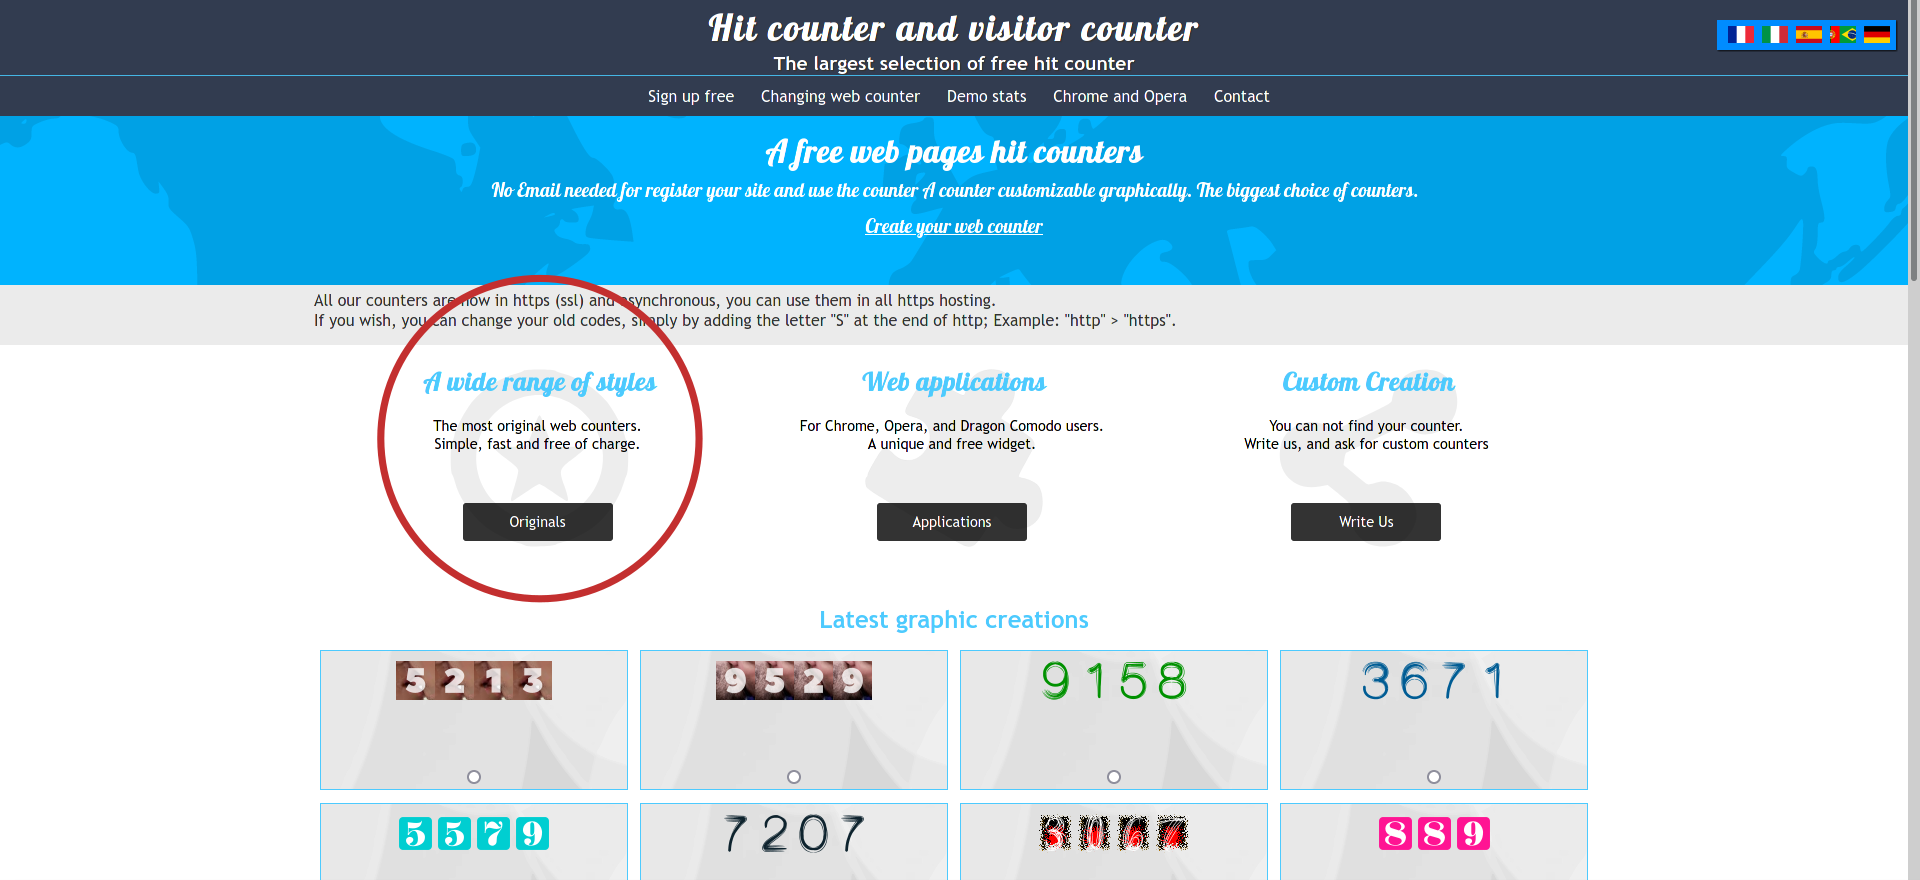 Hit counter and visitor counter
The largest selection of free hit counter
Sign up free Changing web counter Demo stats Chrome and Opera Contact
A free web pages hit counters
No Email needed for register your site and use the counter A counter customizable graphically. The biggest choice of counters.
Create your web counter
All our counters are now in https (ssl) and asynchronous, you can use them in all https hosting.
If you wish, you can change your old codes, simply by adding the letter "S" at the end of http; Example: "http" > "https".
A wide range of styles
The most original web counters.
Simple, fast and free of charge.
Originals
Web applications
For Chrome, Opera, and Dragon Comodo users.
A unique and free widget.
Applications
Custom Creation
You can not find your counter.
Write us, and ask for custom counters
Write Us
Latest graphic creations
5213
9529
9158
3671
5579
7207
889